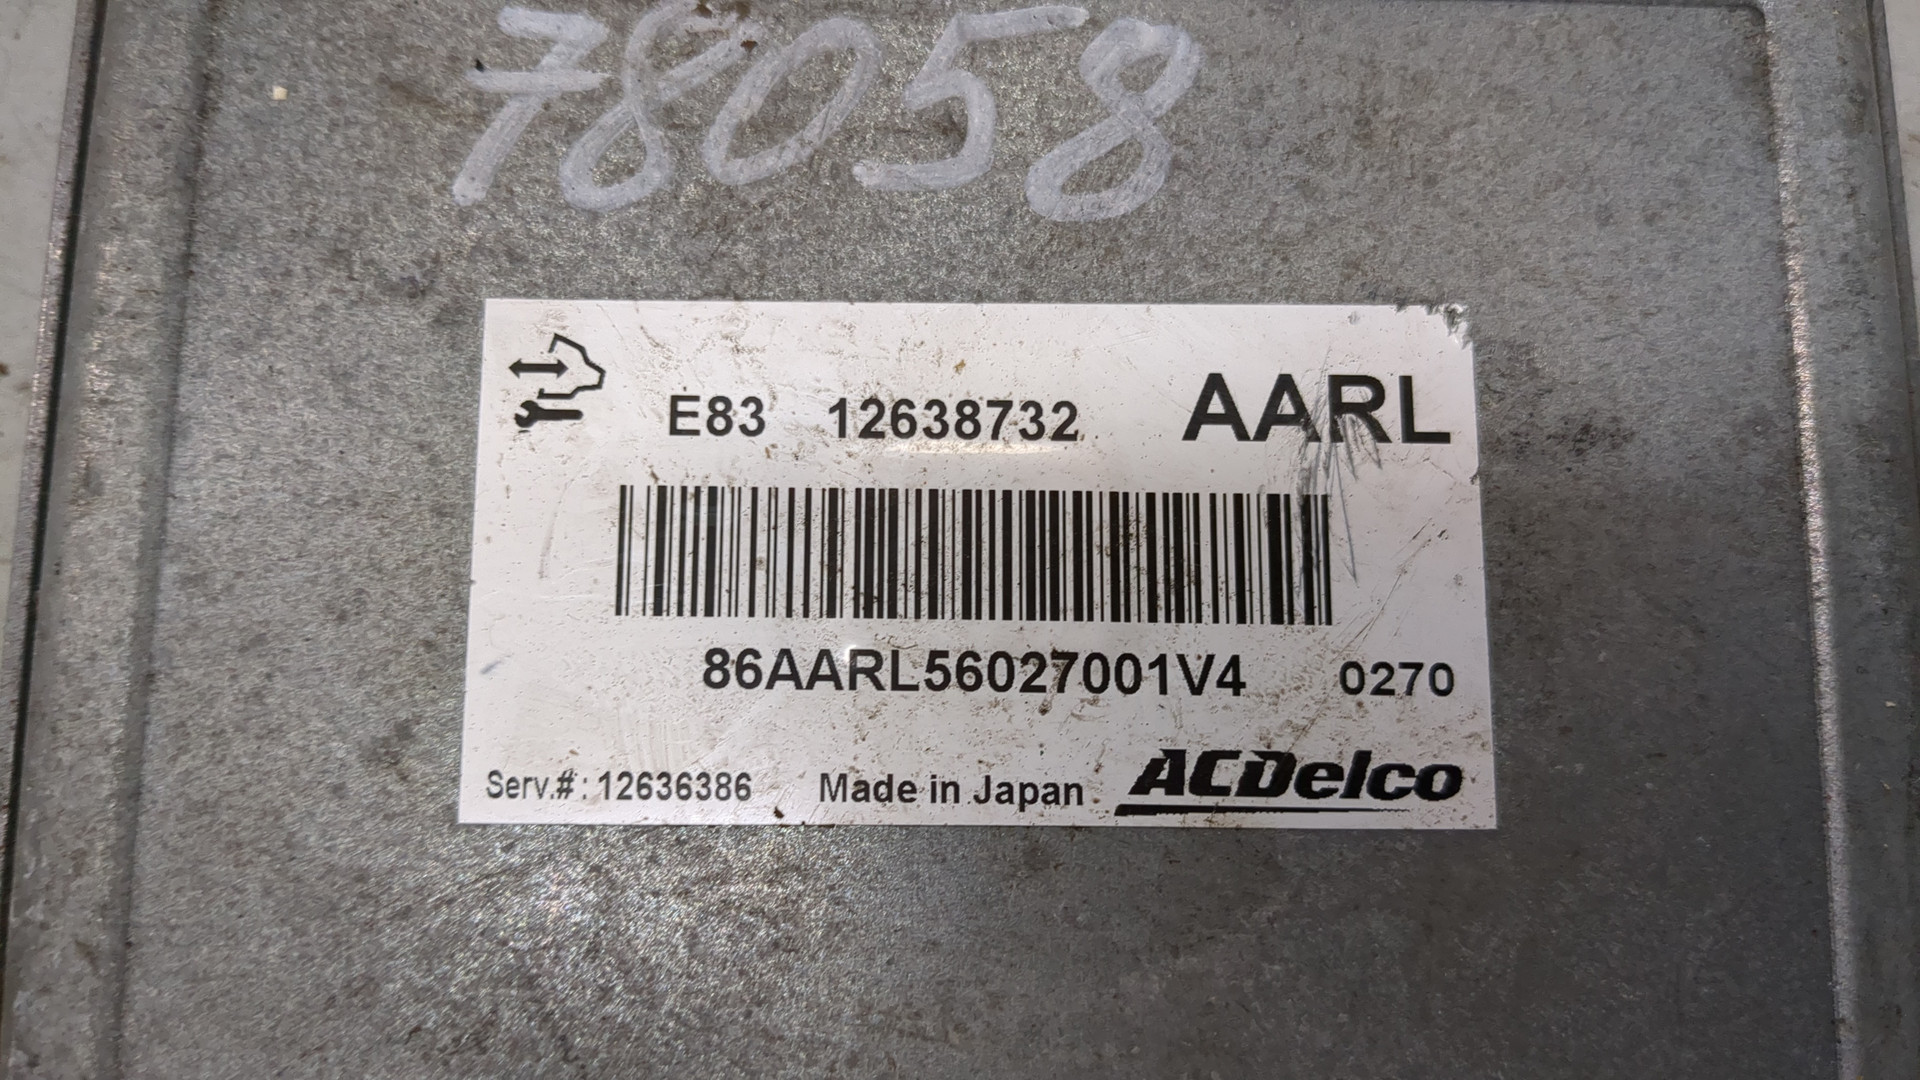 78058
E83 12638732 AARL
86AARL56027001V4 0270
Serv.#: 12636386 Made in Japan ACDelco